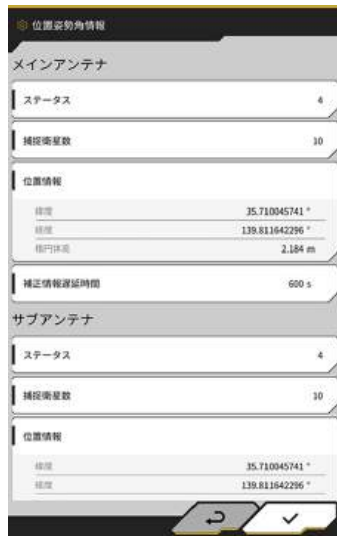 位置姿勢角情報
メインアンテナ
ステータス 4
捕捉衛星数 10
位置情報
緯度 35.710045741 °
経度 139.811642296 °
楕円体高 2.184 m
補正情報遅延時間 600 s
サブアンテナ
ステータス 4
捕捉衛星数 10
位置情報
緯度 35.710045741 °
経度 139.811642296 °